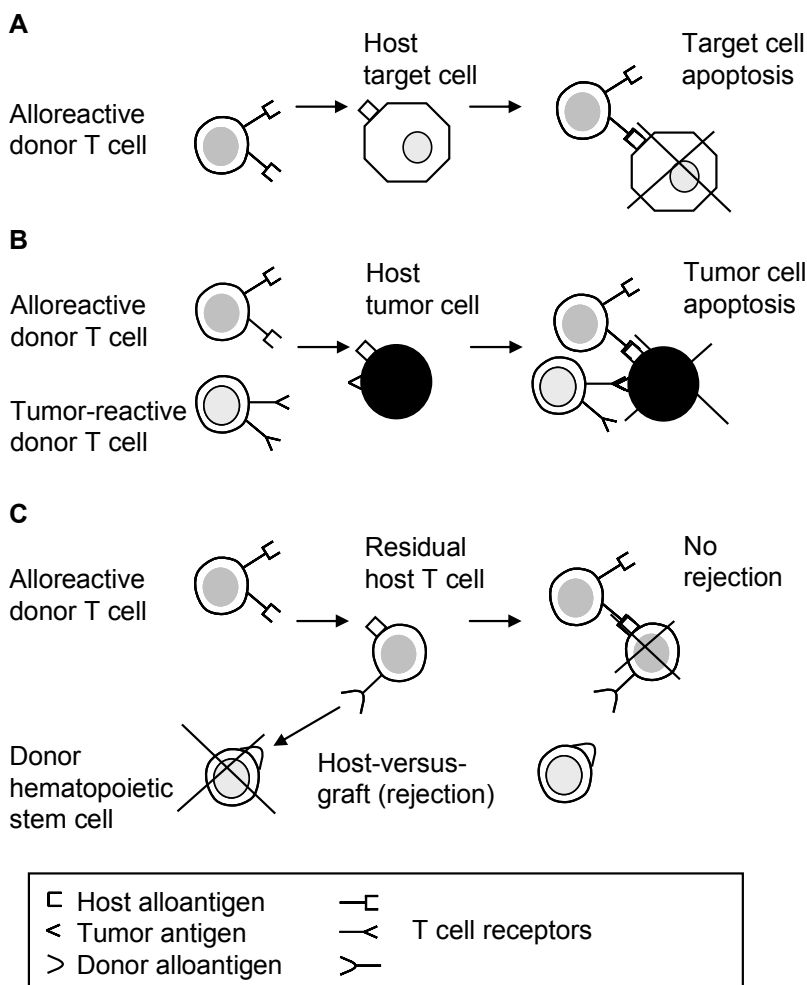 A
Host
target cell
Target cell
apoptosis
Alloreactive
donor T cell
B
Host
tumor cell
Tumor cell
apoptosis
Alloreactive
donor T cell
Tumor-reactive
donor T cell
C
Residual
host T cell
No
rejection
Alloreactive
donor T cell
Donor
hematopoietic
stem cell
Host-versus-
graft (rejection)
Host alloantigen
Tumor antigen
Donor alloantigen
T cell receptors